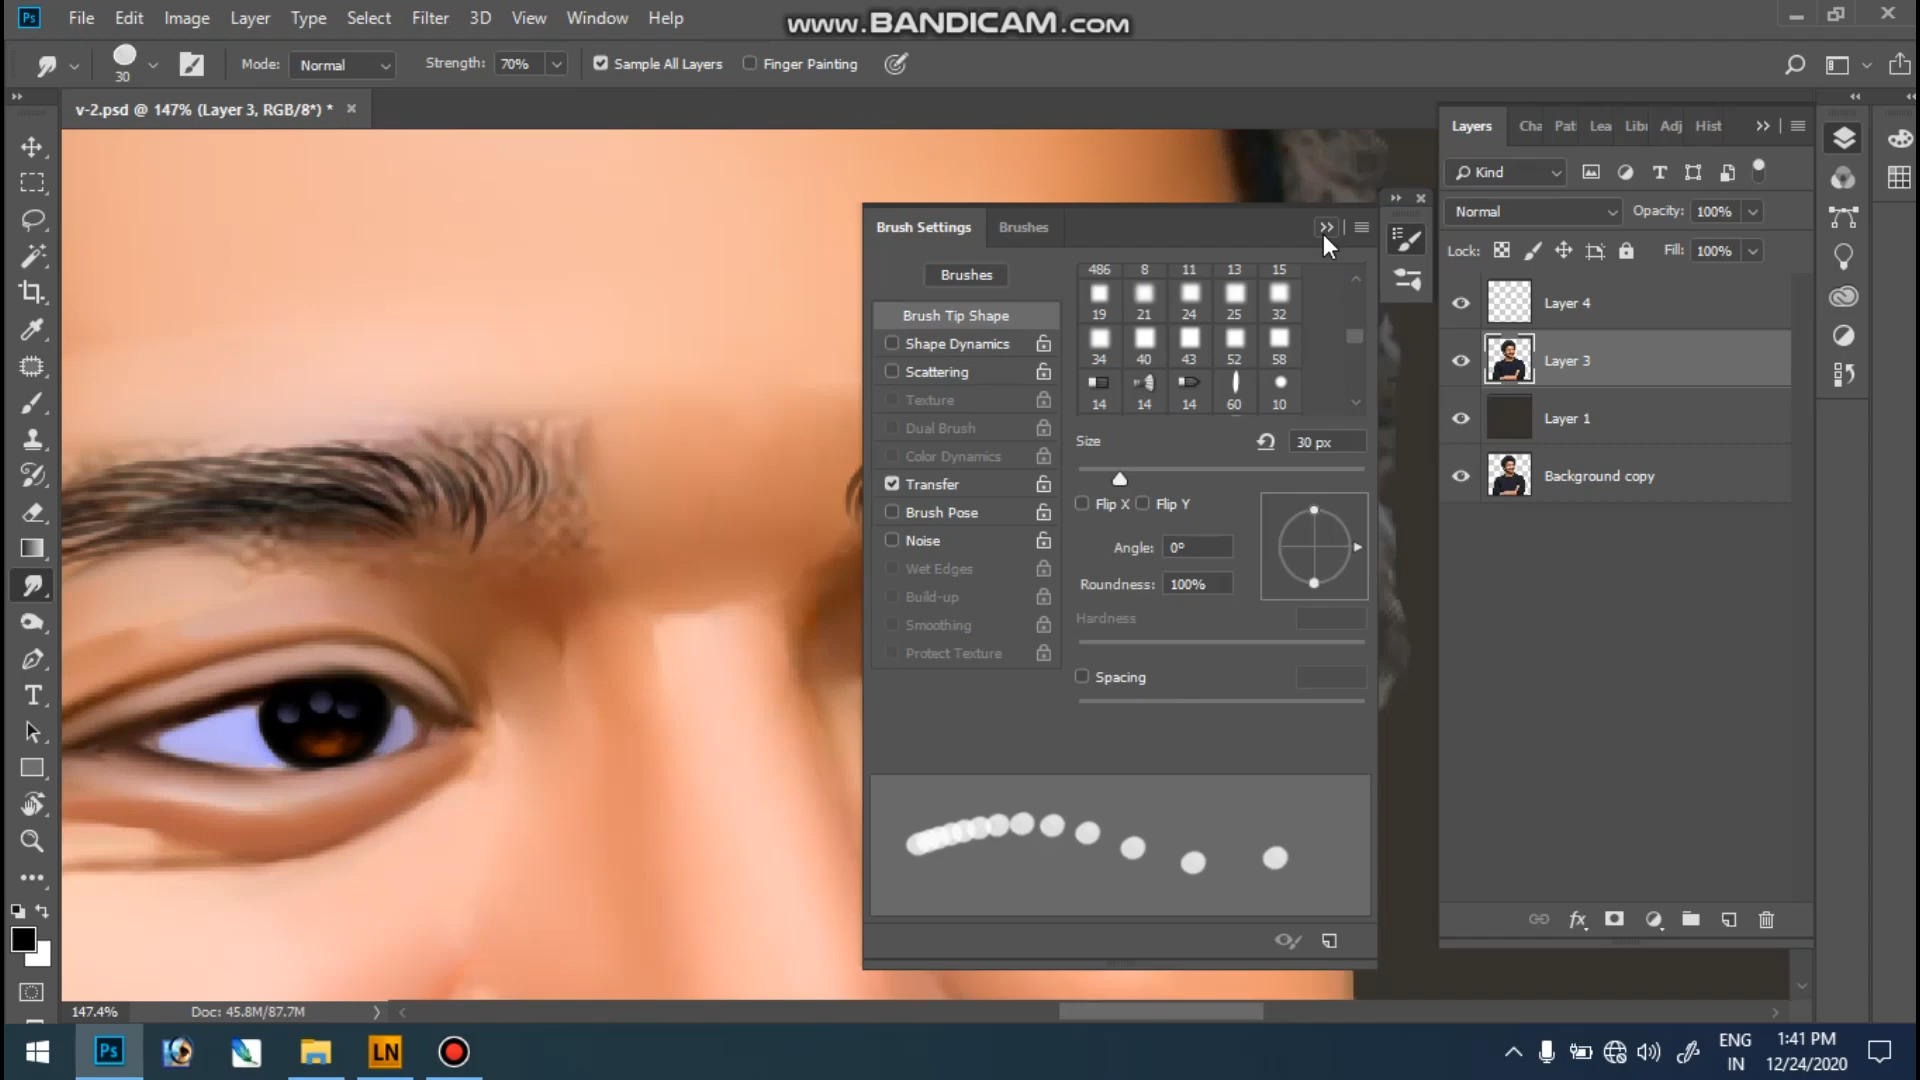 Ps File Edit Image Layer Type Select Filter 3D View Window Help
www.BANDICAM.com
30 Mode: Normal Strength: 70% Sample All Layers Finger Painting
v-2.psd @ 147% (Layer 3, RGB/8*) *
Brush Settings Brushes
Brushes
Brush Tip Shape
Shape Dynamics
Scattering
Texture
Dual Brush
Color Dynamics
Transfer
Brush Pose
Noise
Wet Edges
Build-up
Smoothing
Protect Texture
486 8 11 13 15
19 21 24 25 32
34 40 43 52 58
14 14 14 60 10
Size 30 px
Flip X Flip Y
Angle: 0°
Roundness: 100%
Hardness
Spacing
Layers Cha Pat Lea Lib Adj Hist
Kind
Normal Opacity: 100%
Lock: Fill: 100%
Layer 4
Layer 3
Layer 1
Background copy
fx
T
147.4% Doc: 45.8M/87.7M
Ps LN
ENG
IN
1:41 PM
12/24/2020